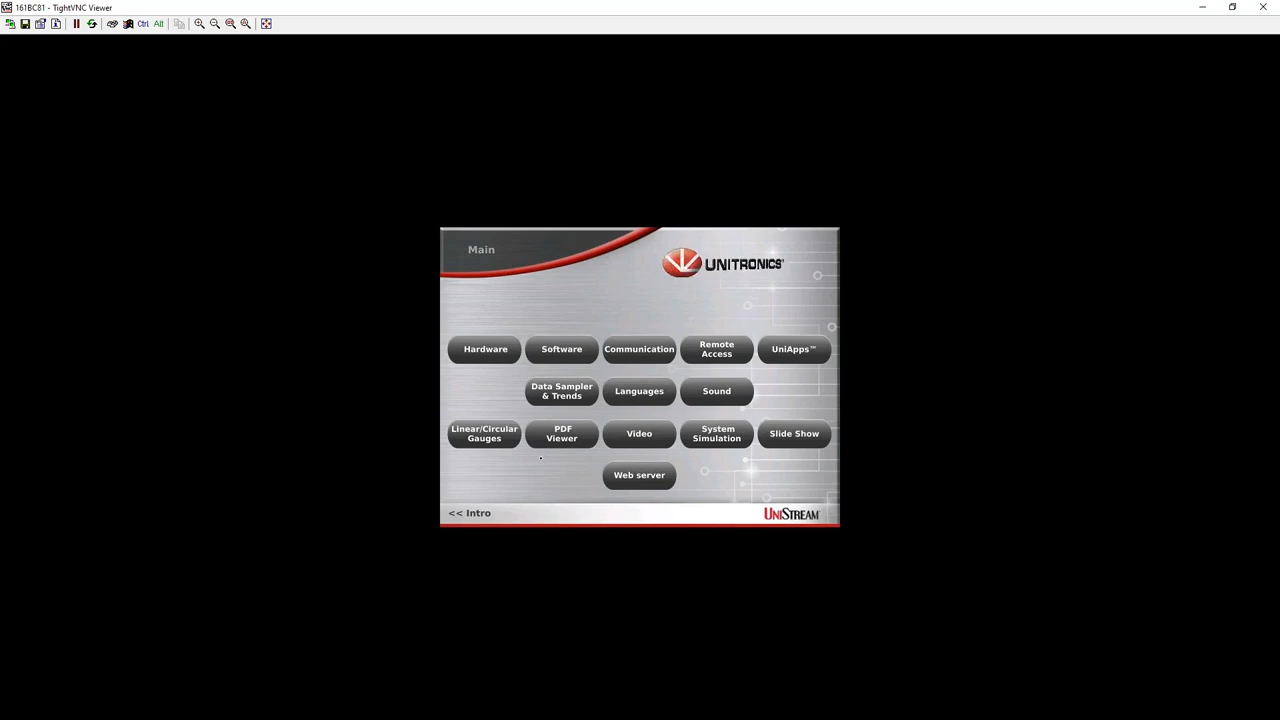 161BC81 - TightVNC Viewer
Ctrl Alt
Main
UNITRONICS
Hardware
Software
Communication
Remote
Access
UniApps™
Data Sampler
& Trends
Languages
Sound
Linear/Circular
Gauges
PDF
Viewer
Video
System
Simulation
Slide Show
Web server
<< Intro
UNISTREAM